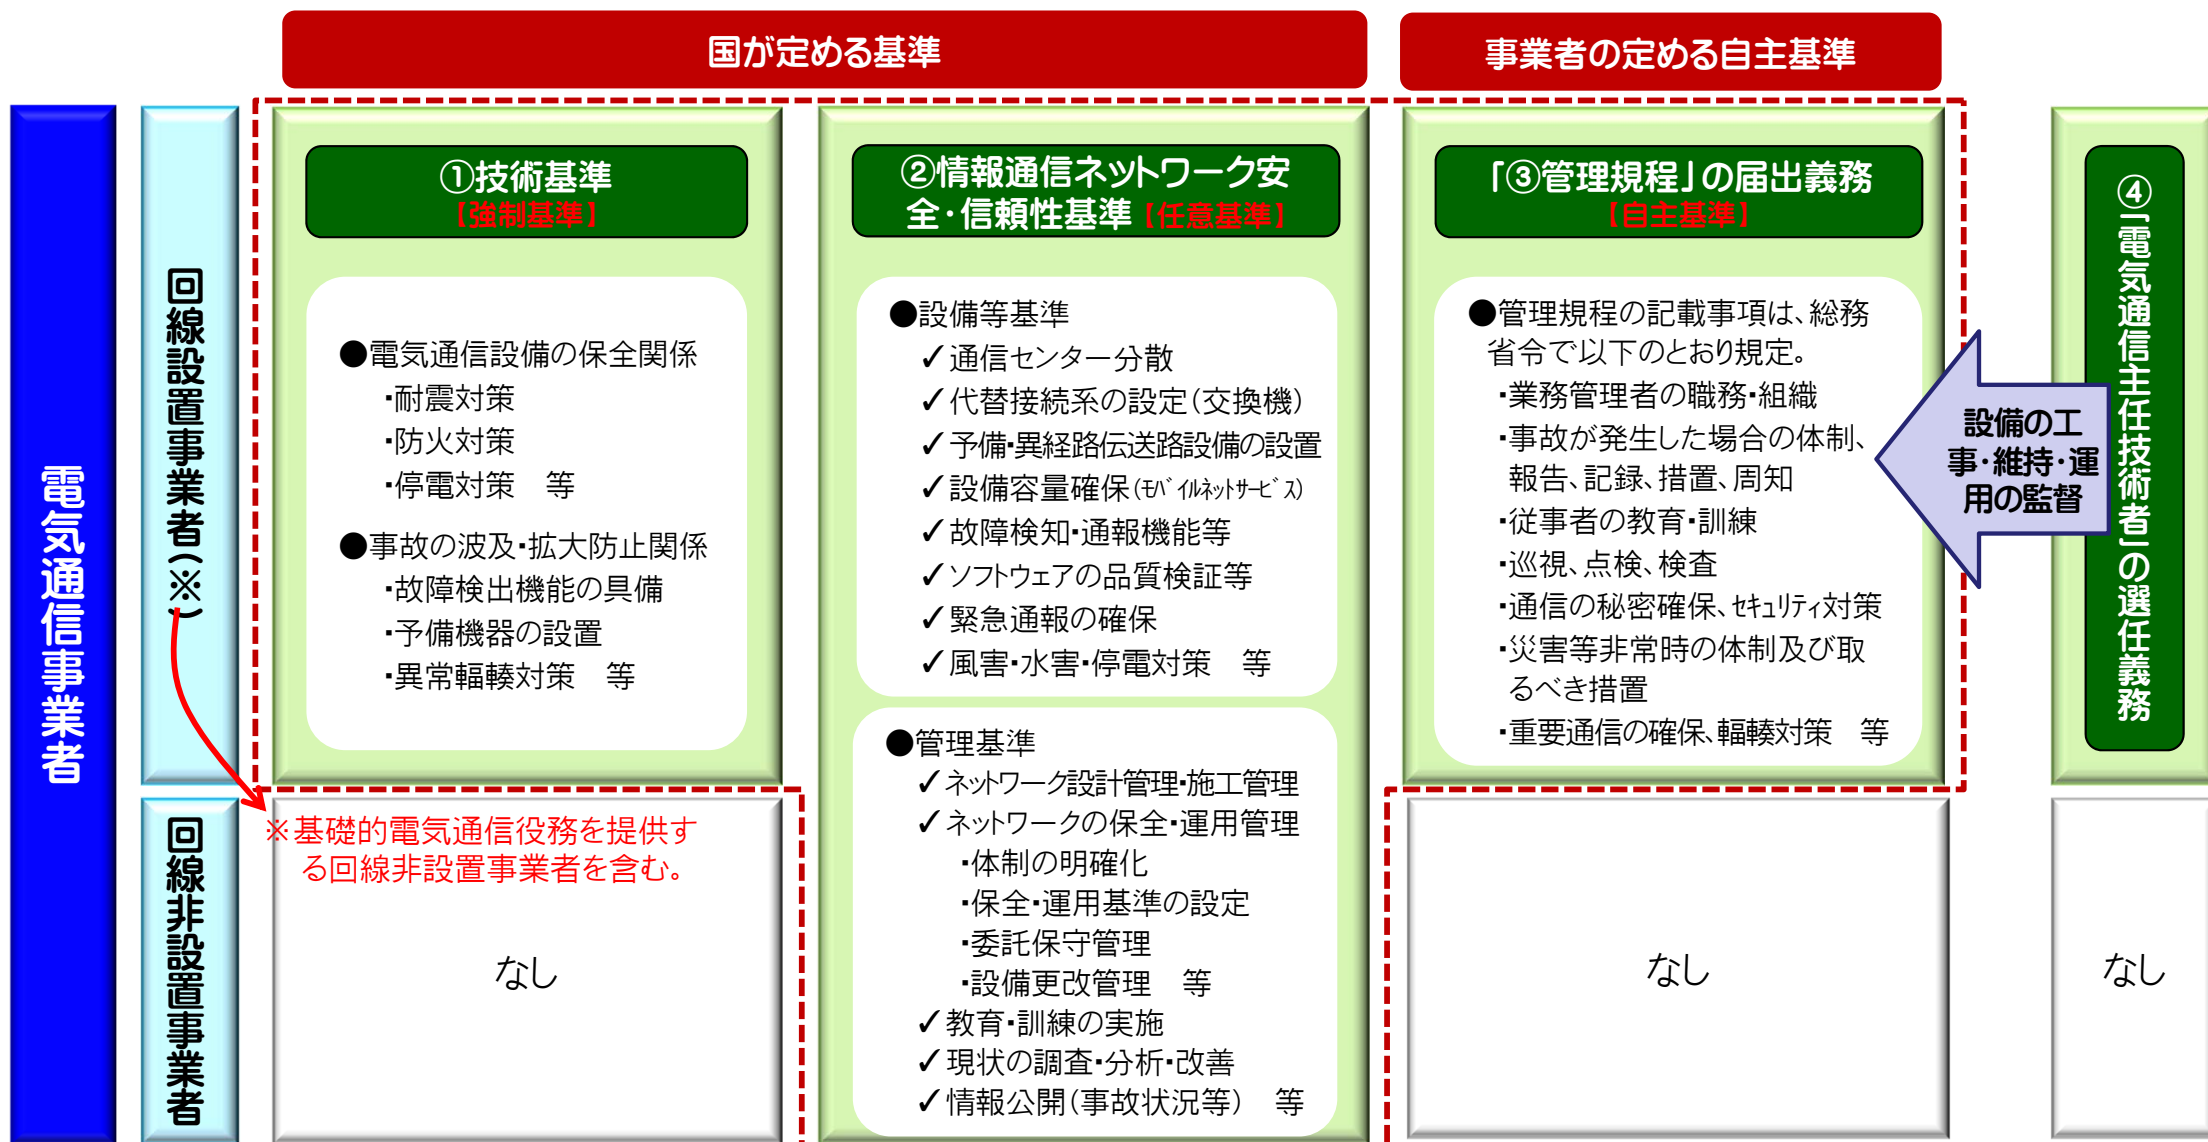 国が定める基準
事業者の定める自主基準
電気通信事業者
回線設置事業者(※)
①技術基準
【強制基準】
●電気通信設備の保全関係
・耐震対策
・防火対策
・停電対策　等
●事故の波及・拡大防止関係
・故障検出機能の具備
・予備機器の設置
・異常輻輳対策　等
②情報通信ネットワーク安
全・信頼性基準【任意基準】
●設備等基準
✓通信センター分散
✓代替接続系の設定(交換機)
✓予備・異経路伝送路設備の設置
✓設備容量確保(ﾓﾊﾞｲﾙﾈｯﾄｻｰﾋﾞｽ)
✓故障検知・通報機能等
✓ソフトウェアの品質検証等
✓緊急通報の確保
✓風害・水害・停電対策　等
●管理基準
✓ネットワーク設計管理・施工管理
✓ネットワークの保全・運用管理
・体制の明確化
・保全・運用基準の設定
・委託保守管理
・設備更改管理　等
✓教育・訓練の実施
✓現状の調査・分析・改善
✓情報公開(事故状況等)　等
「③管理規程」の届出義務
【自主基準】
●管理規程の記載事項は、総務
省令で以下のとおり規定。
・業務管理者の職務・組織
・事故が発生した場合の体制、
報告、記録、措置、周知
・従事者の教育・訓練
・巡視、点検、検査
・通信の秘密確保、ｾｷｭﾘﾃｨ対策
・災害等非常時の体制及び取
るべき措置
・重要通信の確保、輻輳対策　等
設備の工
事・維持・運
用の監督
④「電気通信主任技術者」の選任義務
回線非設置事業者
※基礎的電気通信役務を提供す
る回線非設置事業者を含む。
なし
なし
なし